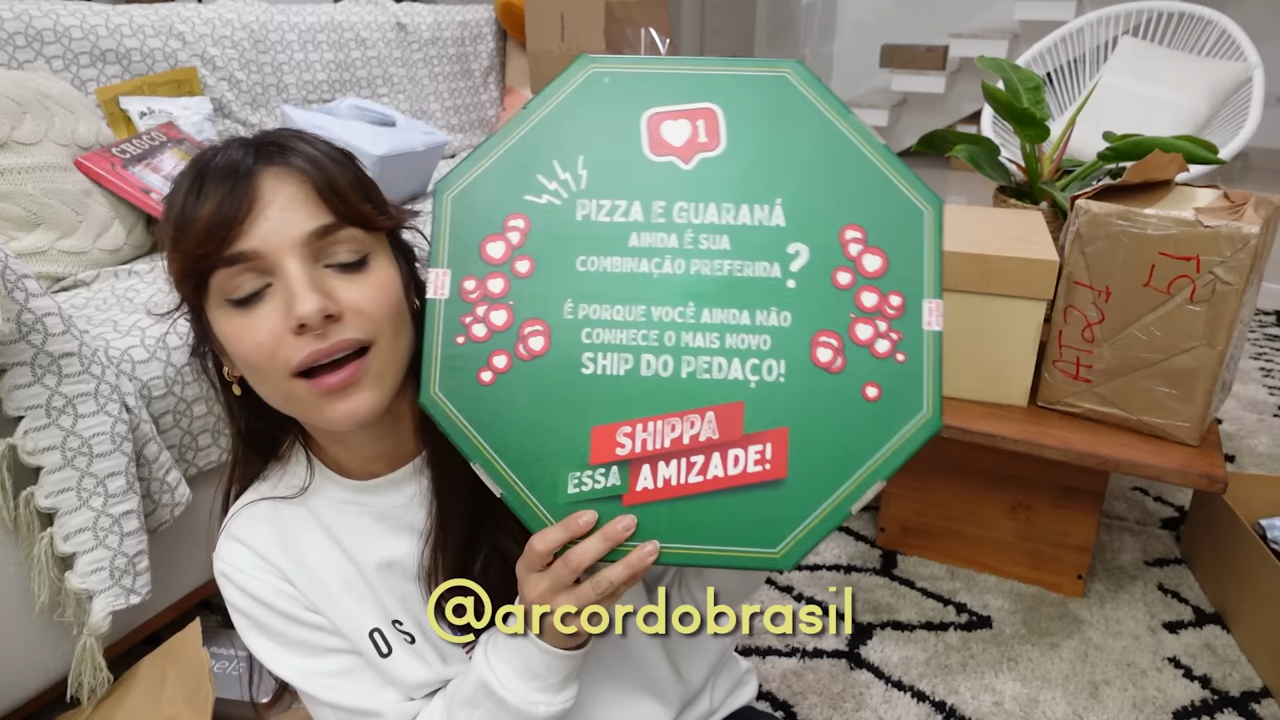 CHOCO
1
PIZZA E GUARANÁ
AINDA É SUA
COMBINAÇÃO PREFERIDA?
É PORQUE VOCÊ AINDA NÃO
CONHECE O MAIS NOVO
SHIP DO PEDAÇO!
SHIPPA
ESSA AMIZADE!
51
OS
@arcordobrasil